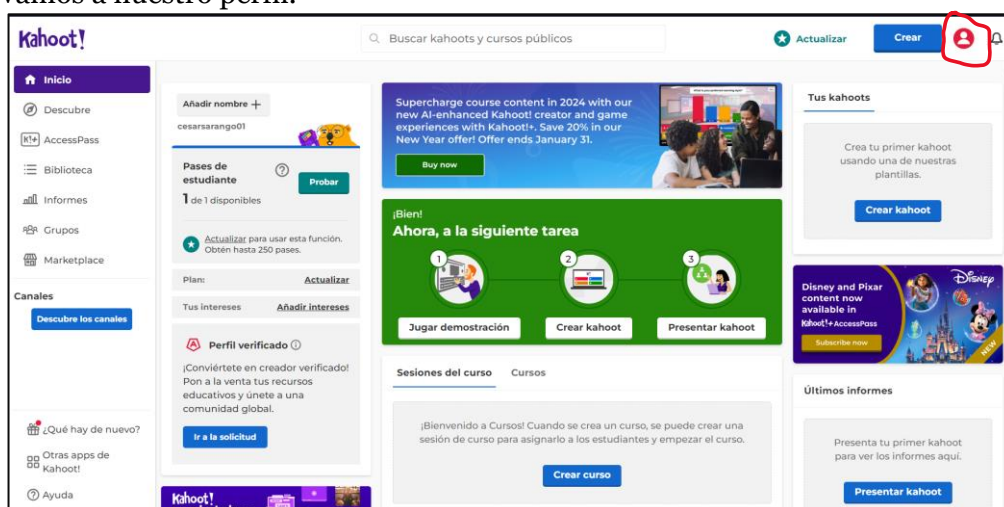 vamos a nuestro perfil.
Kahoot!
Buscar kahoots y cursos públicos
Actualizar
Crear
Inicio
Descubre
K!+ AccessPass
Biblioteca
Informes
Grupos
Marketplace
Canales
Descubre los canales
¿Qué hay de nuevo?
Otras apps de
Kahoot!
Ayuda
Añadir nombre +
cesarsarango01
Pases de
estudiante
Probar
1 de 1 disponibles
Actualizar para usar esta función.
Obtén hasta 250 pases.
Plan: Actualizar
Tus intereses Añadir intereses
Perfil verificado
¡Conviértete en creador verificado!
Pon a la venta tus recursos
educativos y únete a una
comunidad global.
Ir a la solicitud
Kahoot!
Supercharge course content in 2024 with our
new AI-enhanced Kahoot! creator and game
experiences with Kahoot!+. Save 20% in our
New Year offer! Offer ends January 31.
Buy now
¡Bien!
Ahora, a la siguiente tarea
1
2
3
Jugar demostración
Crear kahoot
Presentar kahoot
Sesiones del curso Cursos
¡Bienvenido a Cursos! Cuando se crea un curso, se puede crear una
sesión de curso para asignarlo a los estudiantes y empezar el curso.
Crear curso
Tus kahoots
Crea tu primer kahoot
usando una de nuestras
plantillas.
Crear kahoot
Disney and Pixar
content now
available in
Kahoot!+AccessPass
Subscribe now
Disney
NEW
Últimos informes
Presenta tu primer kahoot
para ver los informes aquí.
Presentar kahoot